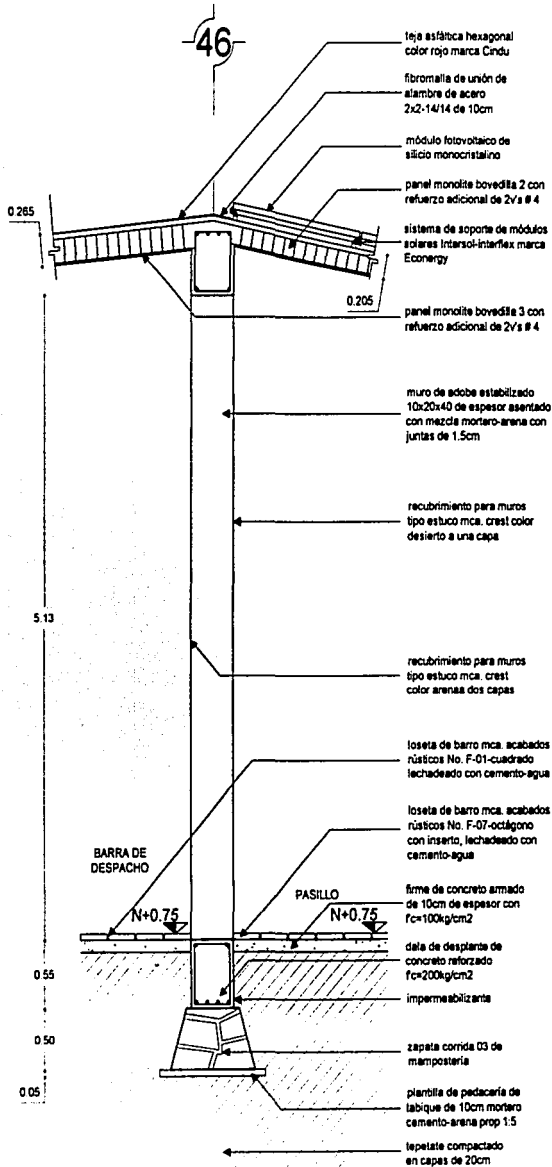 46
teja asfáltica hexagonal
color rojo marca Cindu
fibromalla de unión de
alambre de acero
2x2-14/14 de 10cm
módulo fotovoltaico de
silicio monocristalino
panel monolite bovedilla 2 con
refuerzo adicional de 2v's # 4
0.265
sistema de soporte de módulos
solares Intersol-interflex marca
Econergy
0.205
panel monolite bovedilla 3 con
refuerzo adicional de 2v's # 4
muro de adobe estabilizado
10x20x40 de espesor asentado
con mezcla mortero-arena con
juntas de 1.5cm
recubrimiento para muros
tipo estuco mca. crest color
desierto a una capa
5.13
recubrimiento para muros
tipo estuco mca. crest
color arenaa dos capas
loseta de barro mca. acabados
rústicos No. F-01-cuadrado
lechadeado con cemento-agua
loseta de barro mca. acabados
rústicos No. F-07-octágono
con inserto, lechadeado con
cemento-agua
BARRA DE
DESPACHO
PASILLO
N+0.75
N+0.75
firme de concreto armado
de 10cm de espesor con
f'c=100kg/cm2
dala de desplante de
concreto reforzado
f'c=200kg/cm2
0.55
impermeabilizante
0.50
zapata corrida 03 de
mampostería
0.05
plantilla de pedacería de
tabique de 10cm mortero
cemento-arena prop 1:5
tepetate compactado
en capas de 20cm